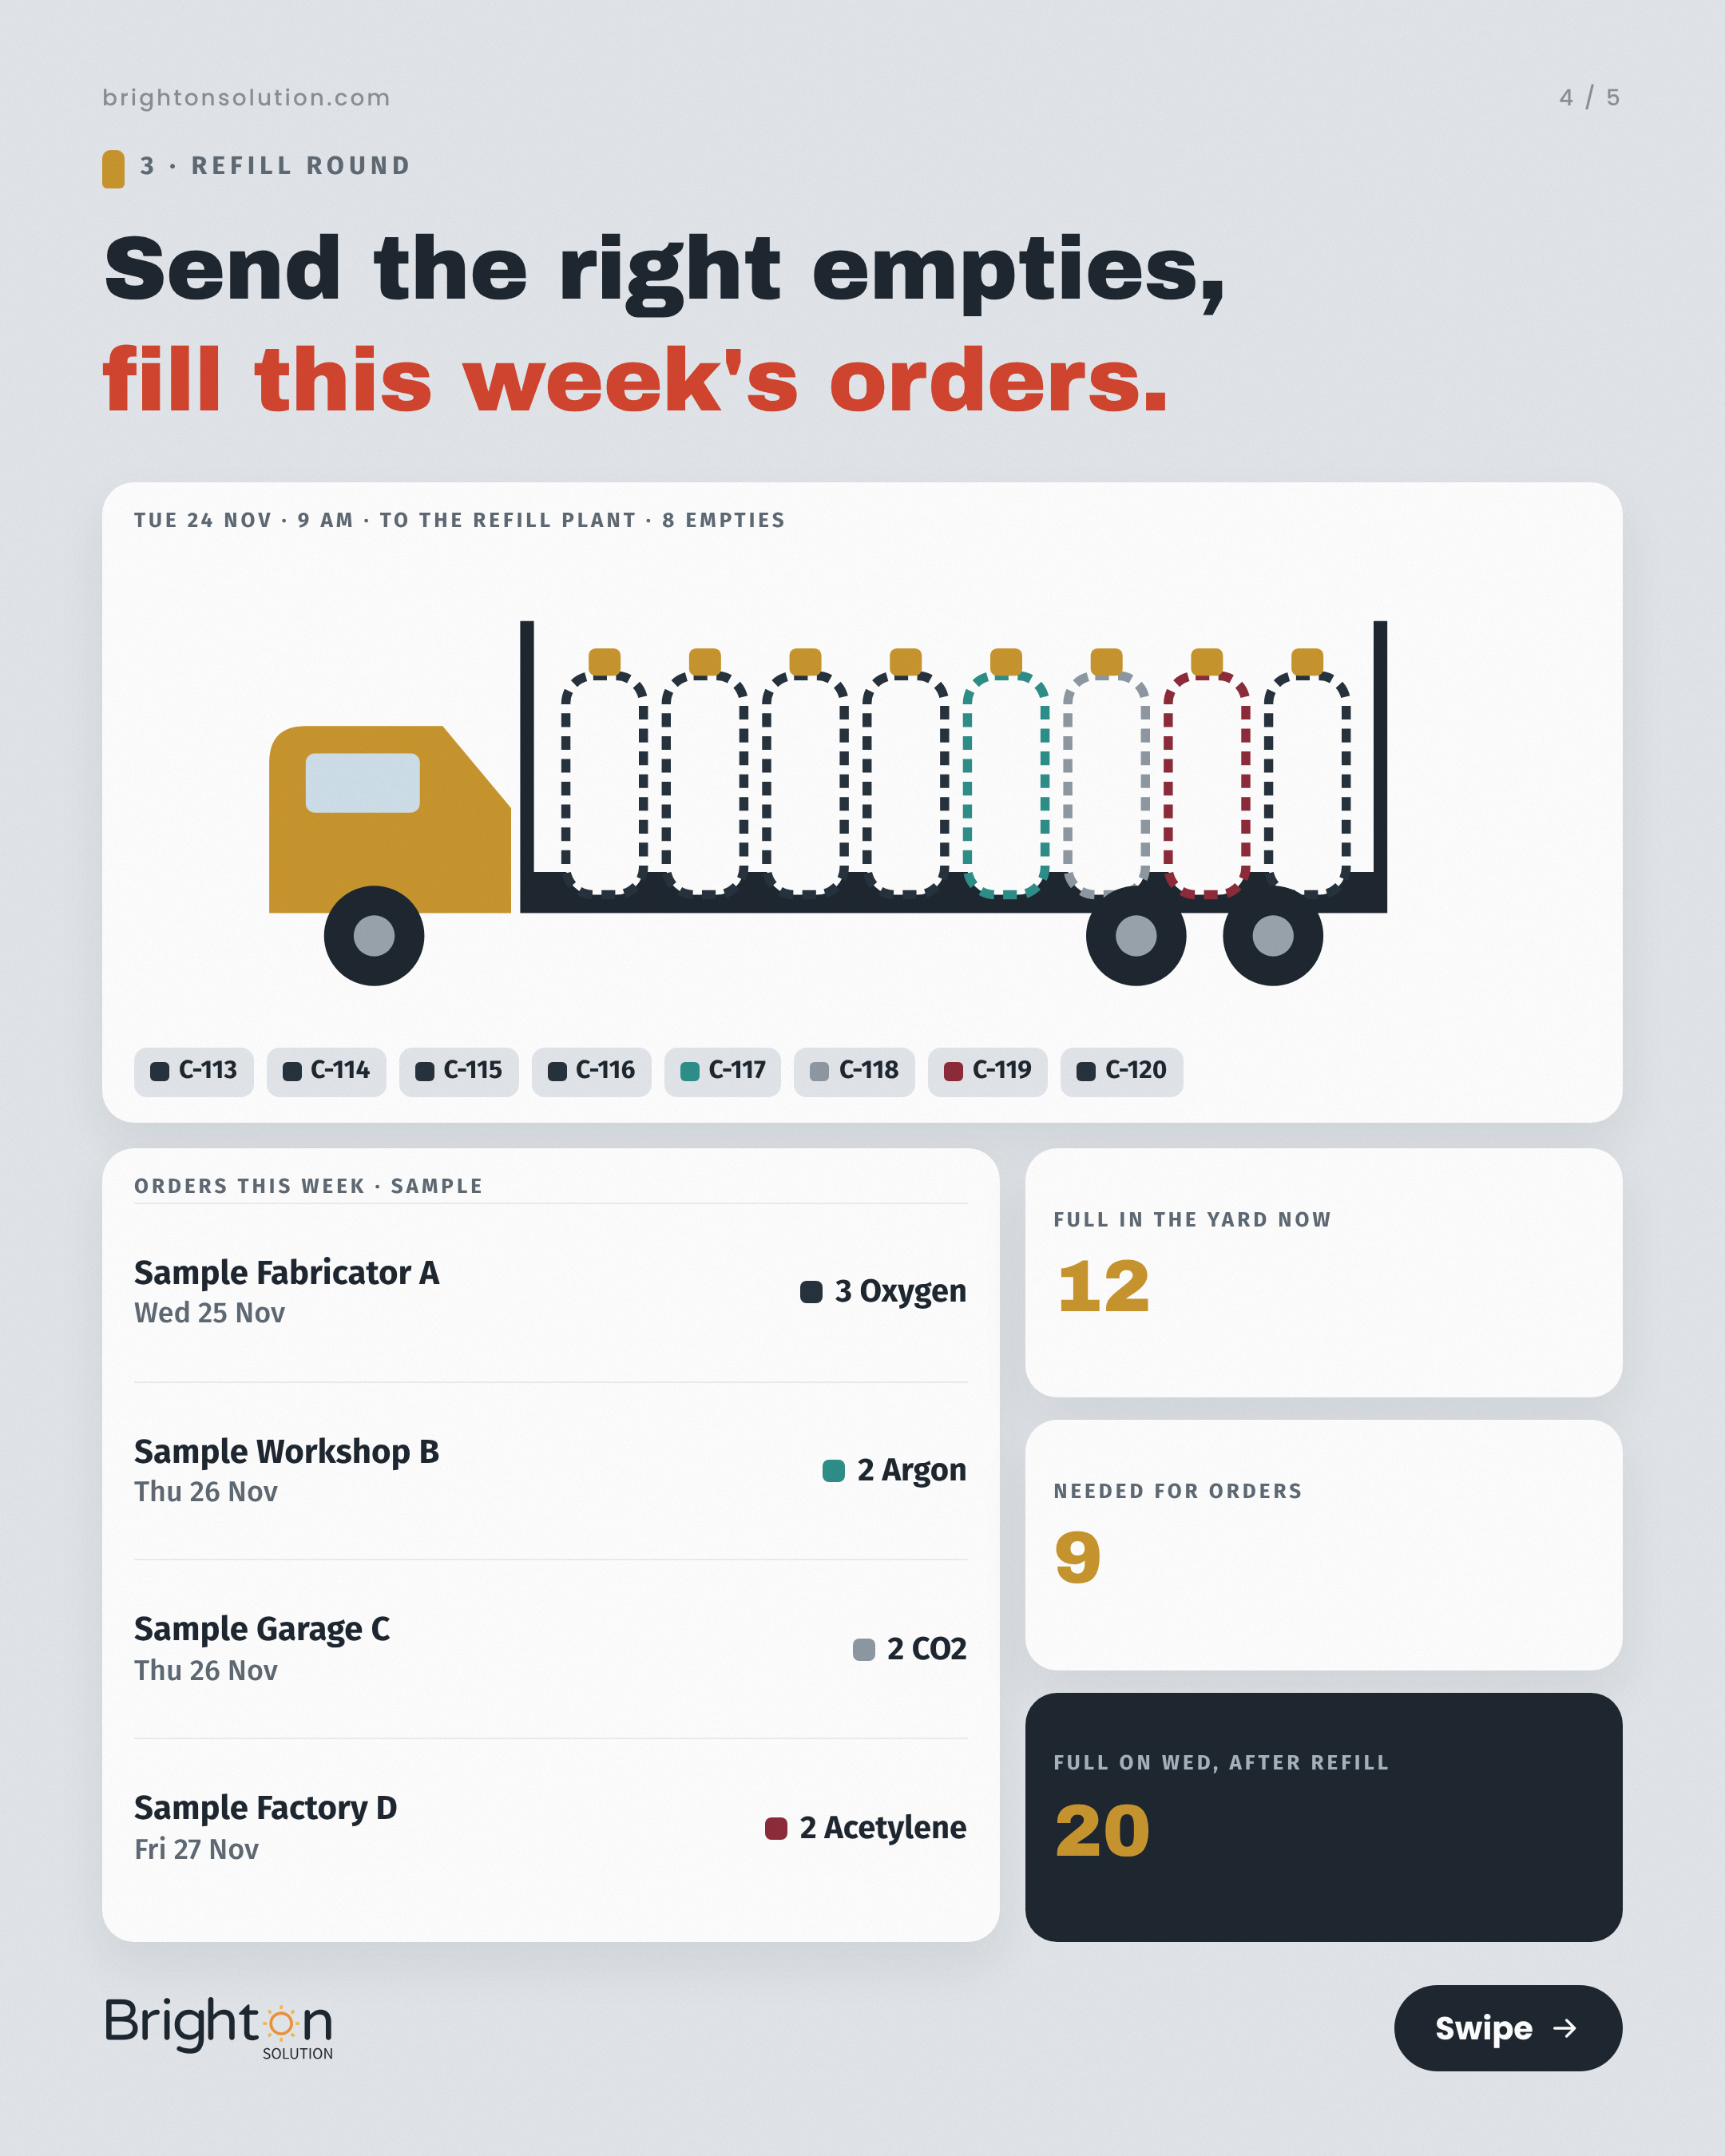 brightonsolution.com
4 / 5
3 · REFILL ROUND
Send the right empties,
fill this week's orders.
TUE 24 NOV · 9 AM · TO THE REFILL PLANT · 8 EMPTIES
C-113 C-114 C-115 C-116 C-117 C-118 C-119 C-120
ORDERS THIS WEEK · SAMPLE
Sample Fabricator A
Wed 25 Nov
3 Oxygen
Sample Workshop B
Thu 26 Nov
2 Argon
Sample Garage C
Thu 26 Nov
2 CO2
Sample Factory D
Fri 27 Nov
2 Acetylene
FULL IN THE YARD NOW
12
NEEDED FOR ORDERS
9
FULL ON WED, AFTER REFILL
20
Brighton
SOLUTION
Swipe →